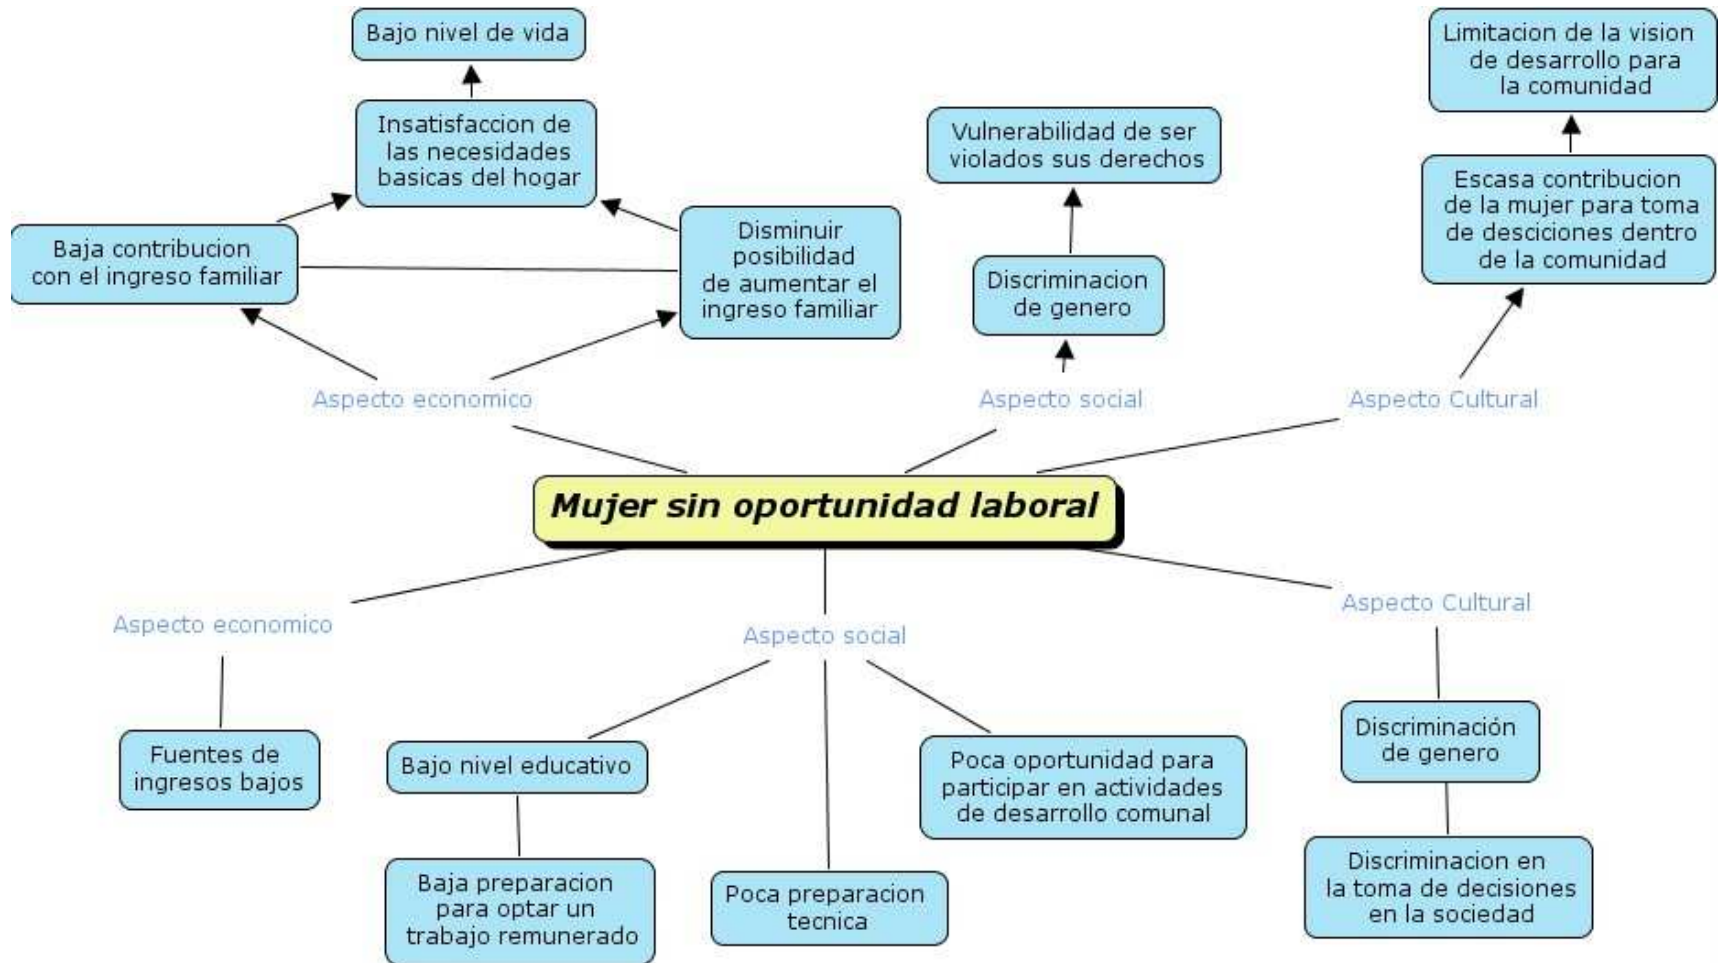 Bajo nivel de vida
Insatisfaccion de
las necesidades
basicas del hogar
Baja contribucion
con el ingreso familiar
Disminuir
posibilidad
de aumentar el
ingreso familiar
Aspecto economico
Vulnerabilidad de ser
violados sus derechos
Discriminacion
de genero
Aspecto social
Limitacion de la vision
de desarrollo para
la comunidad
Escasa contribucion
de la mujer para toma
de desciciones dentro
de la comunidad
Aspecto Cultural
Mujer sin oportunidad laboral
Aspecto economico
Fuentes de
ingresos bajos
Aspecto social
Bajo nivel educativo
Baja preparacion
para optar un
trabajo remunerado
Poca preparacion
tecnica
Poca oportunidad para
participar en actividades
de desarrollo comunal
Aspecto Cultural
Discriminación
de genero
Discriminacion en
la toma de decisiones
en la sociedad